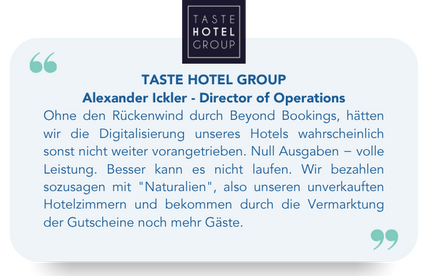 TASTE
HOTEL
GROUP
TASTE HOTEL GROUP
Alexander Ickler - Director of Operations
Ohne den Rückenwind durch Beyond Bookings, hätten
wir die Digitalisierung unseres Hotels wahrscheinlich
sonst nicht weiter vorangetrieben. Null Ausgaben – volle
Leistung. Besser kann es nicht laufen. Wir bezahlen
sozusagen mit "Naturalien", also unseren unverkauften
Hotelzimmern und bekommen durch die Vermarktung
der Gutscheine noch mehr Gäste.